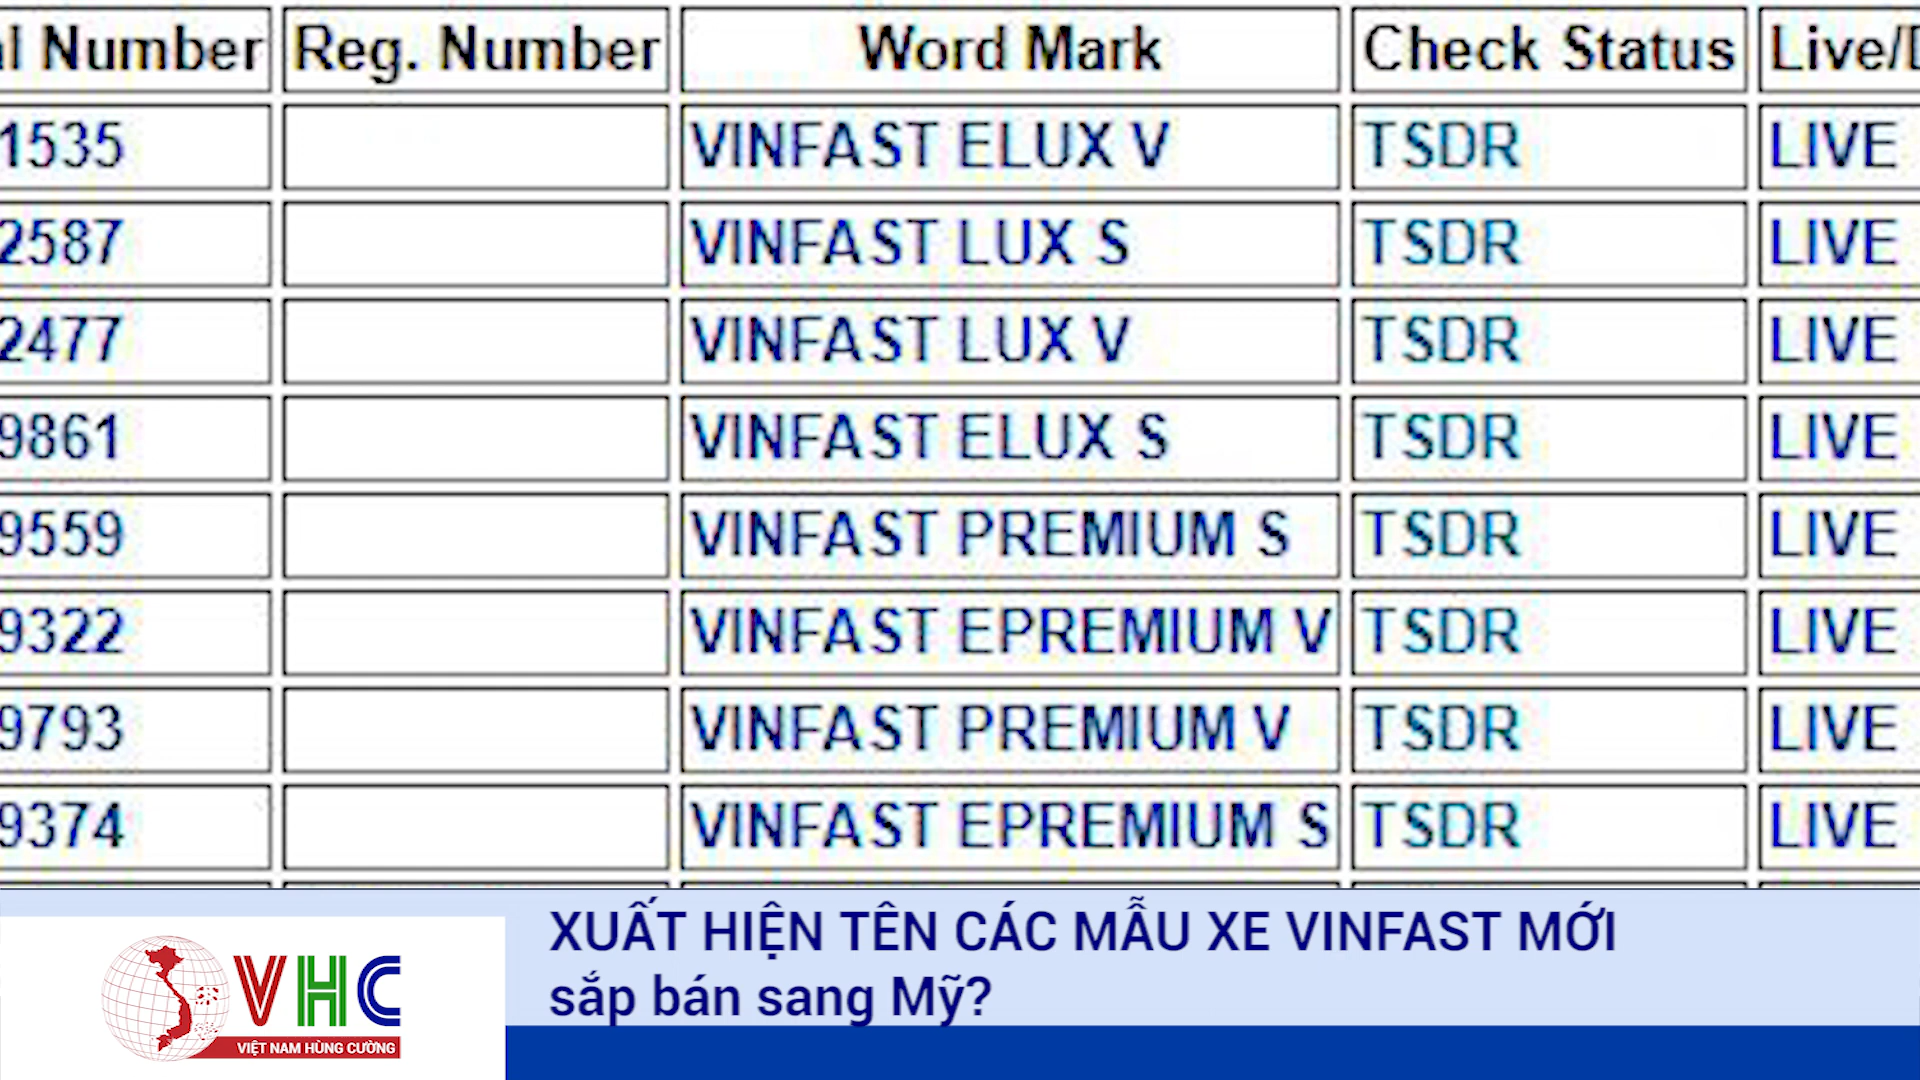 al Number Reg. Number Word Mark Check Status Live/D
1535 VINFAST ELUX V TSDR LIVE
2587 VINFAST LUX S TSDR LIVE
2477 VINFAST LUX V TSDR LIVE
9861 VINFAST ELUX S TSDR LIVE
9559 VINFAST PREMIUM S TSDR LIVE
9322 VINFAST EPREMIUM V TSDR LIVE
9793 VINFAST PREMIUM V TSDR LIVE
9374 VINFAST EPREMIUM S TSDR LIVE
XUẤT HIỆN TÊN CÁC MẪU XE VINFAST MỚI
sắp bán sang Mỹ?
VHC
VIỆT NAM HÙNG CƯỜNG